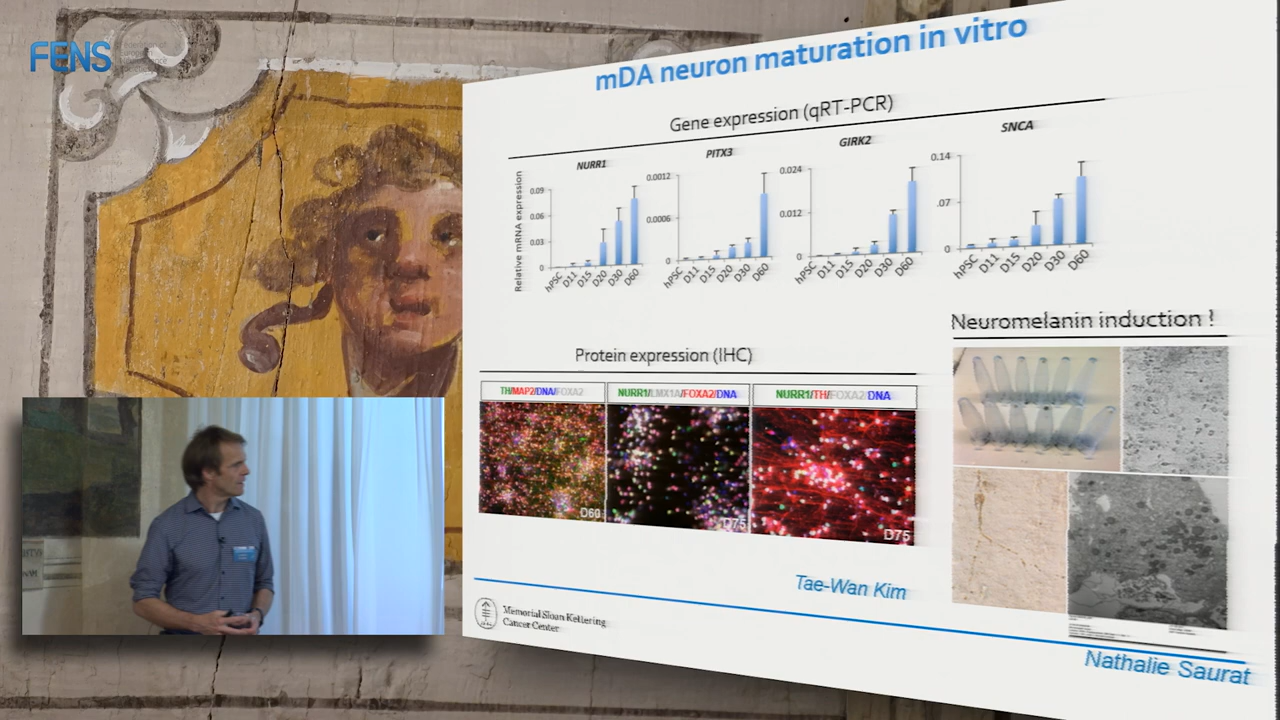 FENS
mDA neuron maturation in vitro
Gene expression (qRT-PCR)
NURR1
PITX3
GIRK2
SNCA
Relative mRNA expression
0.09
0.06
0.03
0
hPSC D11 D15 D20 D30 D60
0.0012
0.0006
0
hPSC D11 D15 D20 D30 D60
0.024
0.012
0
hPSC D11 D15 D20 D30 D60
0.14
.07
0
hPSC D11 D15 D20 D30 D60
Neuromelanin induction !
Protein expression (IHC)
TH/MAP2/DNA/FOXA2
NURR1/LMX1A/FOXA2/DNA
NURR1/TH/FOXA2/DNA
D60
D75
D75
Tae-Wan Kim
Memorial Sloan Kettering
Cancer Center
Nathalie Saurat